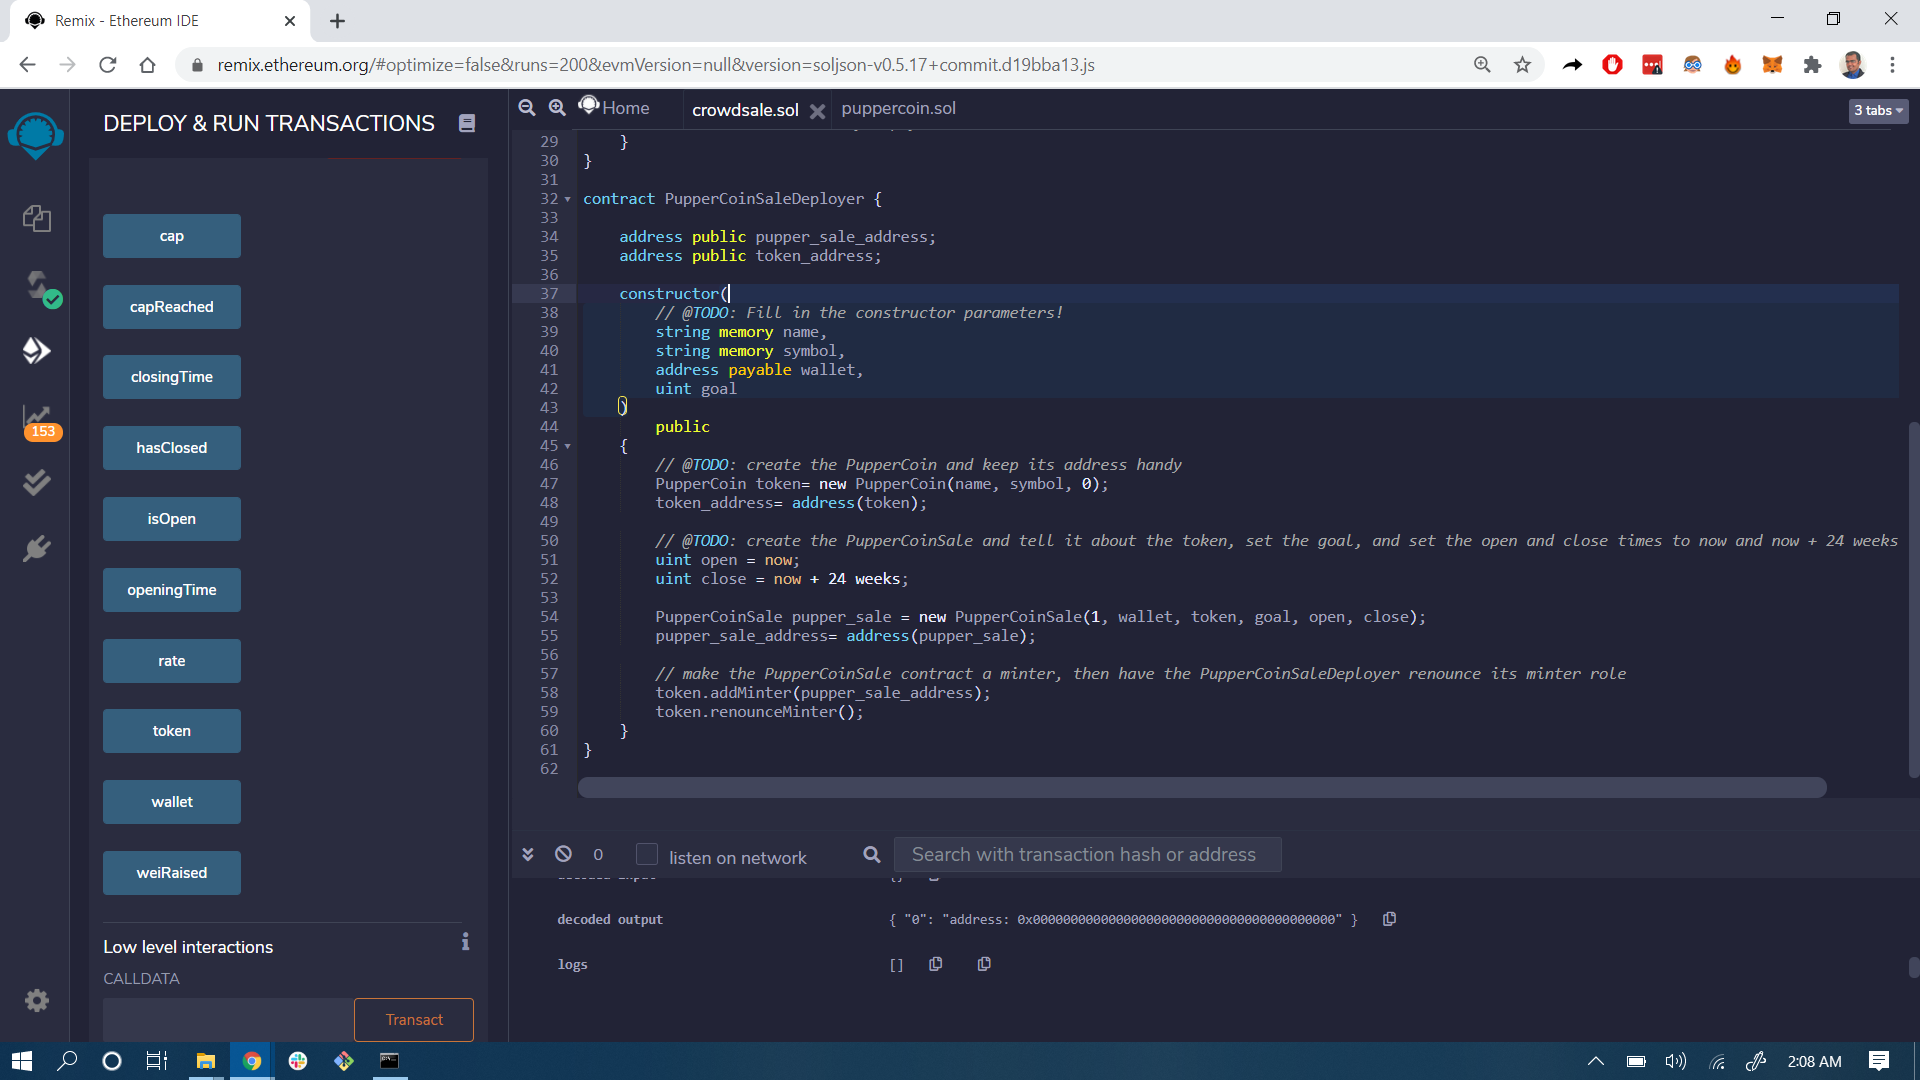 Remix - Ethereum IDE
remix.ethereum.org/#optimize=false&runs=200&evmVersion=null&version=soljson-v0.5.17+commit.d19bba13.js
DEPLOY & RUN TRANSACTIONS
cap
capReached
closingTime
hasClosed
isOpen
openingTime
rate
token
wallet
weiRaised
Low level interactions
CALLDATA
Transact
153
Home
crowdsale.sol
puppercoin.sol
3 tabs
29 }
30 }
31
32 contract PupperCoinSaleDeployer {
33
34 address public pupper_sale_address;
35 address public token_address;
36
37 constructor(
38 // @TODO: Fill in the constructor parameters!
39 string memory name,
40 string memory symbol,
41 address payable wallet,
42 uint goal
43 )
44 public
45 {
46 // @TODO: create the PupperCoin and keep its address handy
47 PupperCoin token= new PupperCoin(name, symbol, 0);
48 token_address= address(token);
49
50 // @TODO: create the PupperCoinSale and tell it about the token, set the goal, and set the open and close times to now and now + 24 weeks
51 uint open = now;
52 uint close = now + 24 weeks;
53
54 PupperCoinSale pupper_sale = new PupperCoinSale(1, wallet, token, goal, open, close);
55 pupper_sale_address= address(pupper_sale);
56
57 // make the PupperCoinSale contract a minter, then have the PupperCoinSaleDeployer renounce its minter role
58 token.addMinter(pupper_sale_address);
59 token.renounceMinter();
60 }
61 }
62
0
listen on network
Search with transaction hash or address
decoded output { "0": "address: 0x0000000000000000000000000000000000000000" }
logs []
2:08 AM